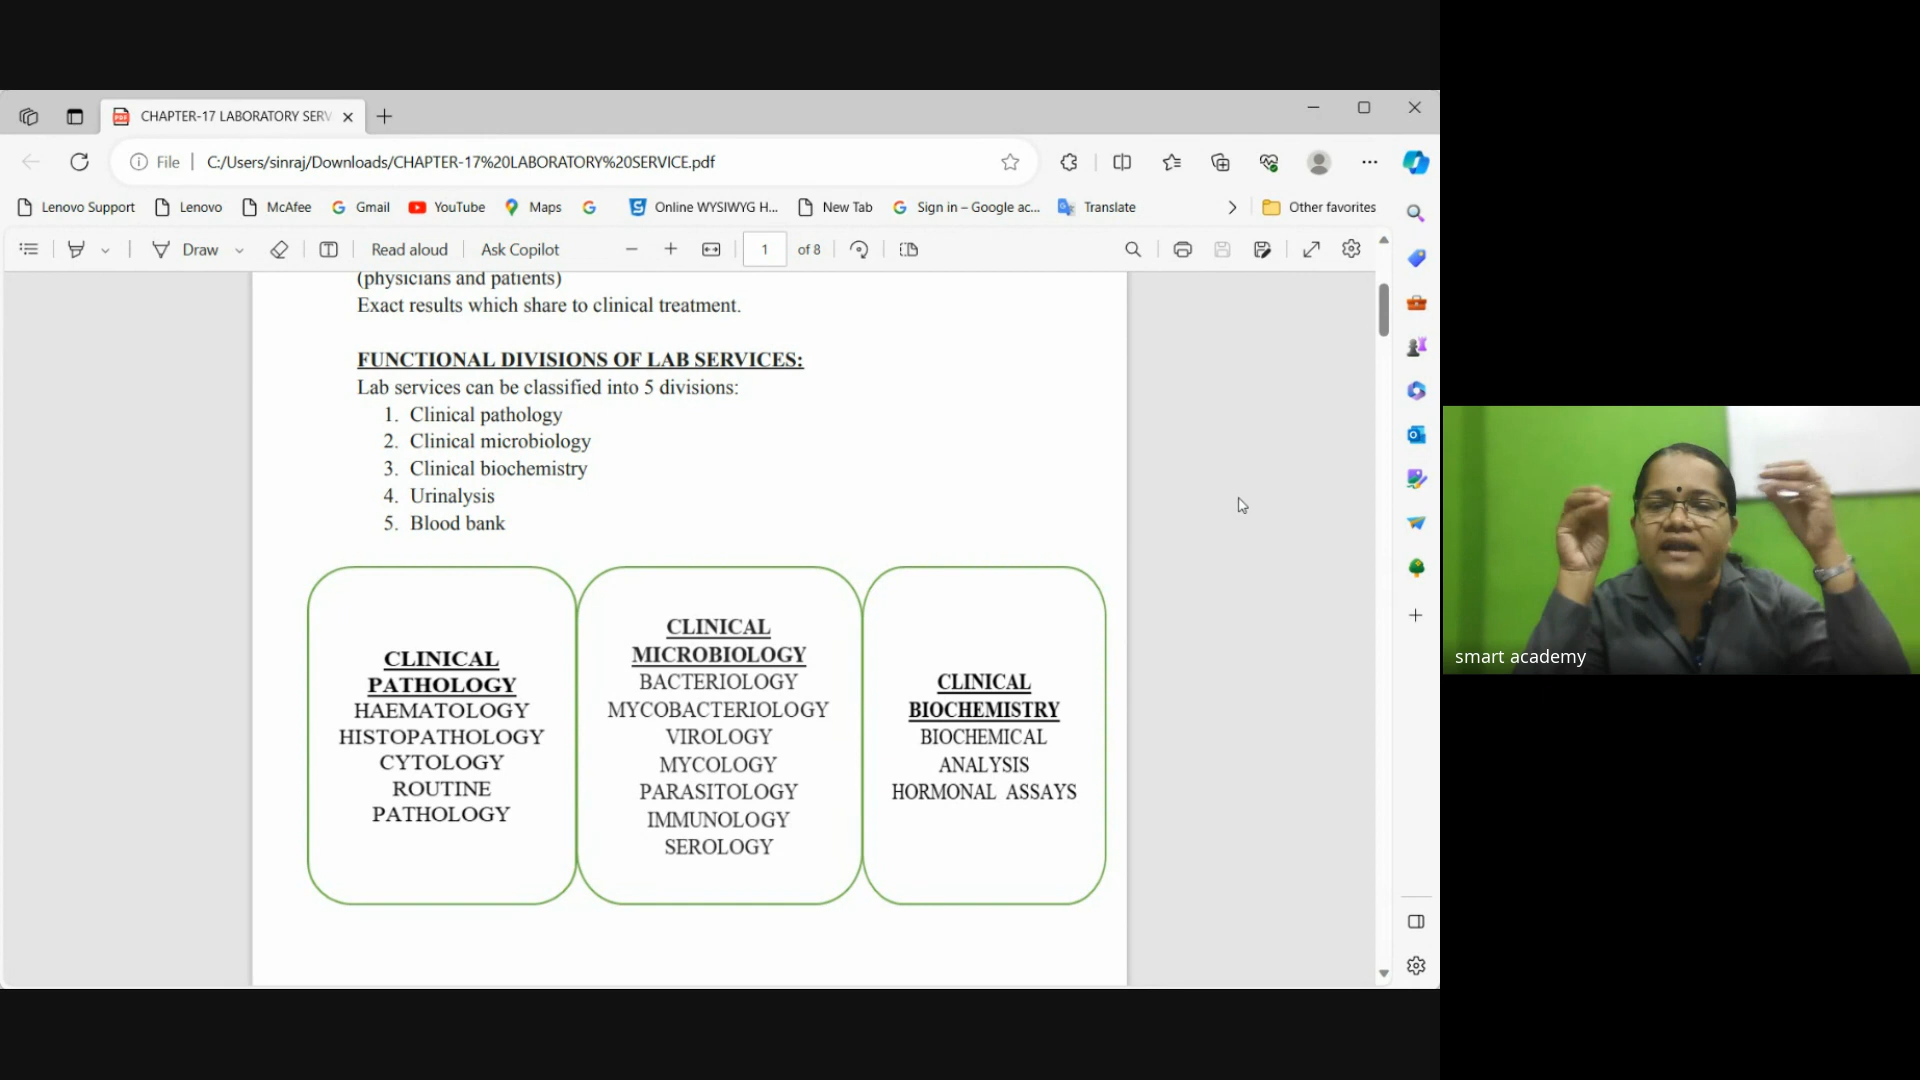 CHAPTER-17 LABORATORY SERV
File
C:/Users/sinraj/Downloads/CHAPTER-17%20LABORATORY%20SERVICE.pdf
Lenovo Support
Lenovo
McAfee
Gmail
YouTube
Maps
Online WYSIWYG H...
New Tab
Sign in – Google ac...
Translate
Other favorites
Draw
Read aloud
Ask Copilot
1
of 8
(physicians and patients)
Exact results which share to clinical treatment.
FUNCTIONAL DIVISIONS OF LAB SERVICES:
Lab services can be classified into 5 divisions:
1. Clinical pathology
2. Clinical microbiology
3. Clinical biochemistry
4. Urinalysis
5. Blood bank
CLINICAL
PATHOLOGY
HAEMATOLOGY
HISTOPATHOLOGY
CYTOLOGY
ROUTINE
PATHOLOGY
CLINICAL
MICROBIOLOGY
BACTERIOLOGY
MYCOBACTERIOLOGY
VIROLOGY
MYCOLOGY
PARASITOLOGY
IMMUNOLOGY
SEROLOGY
CLINICAL
BIOCHEMISTRY
BIOCHEMICAL
ANALYSIS
HORMONAL ASSAYS
smart academy